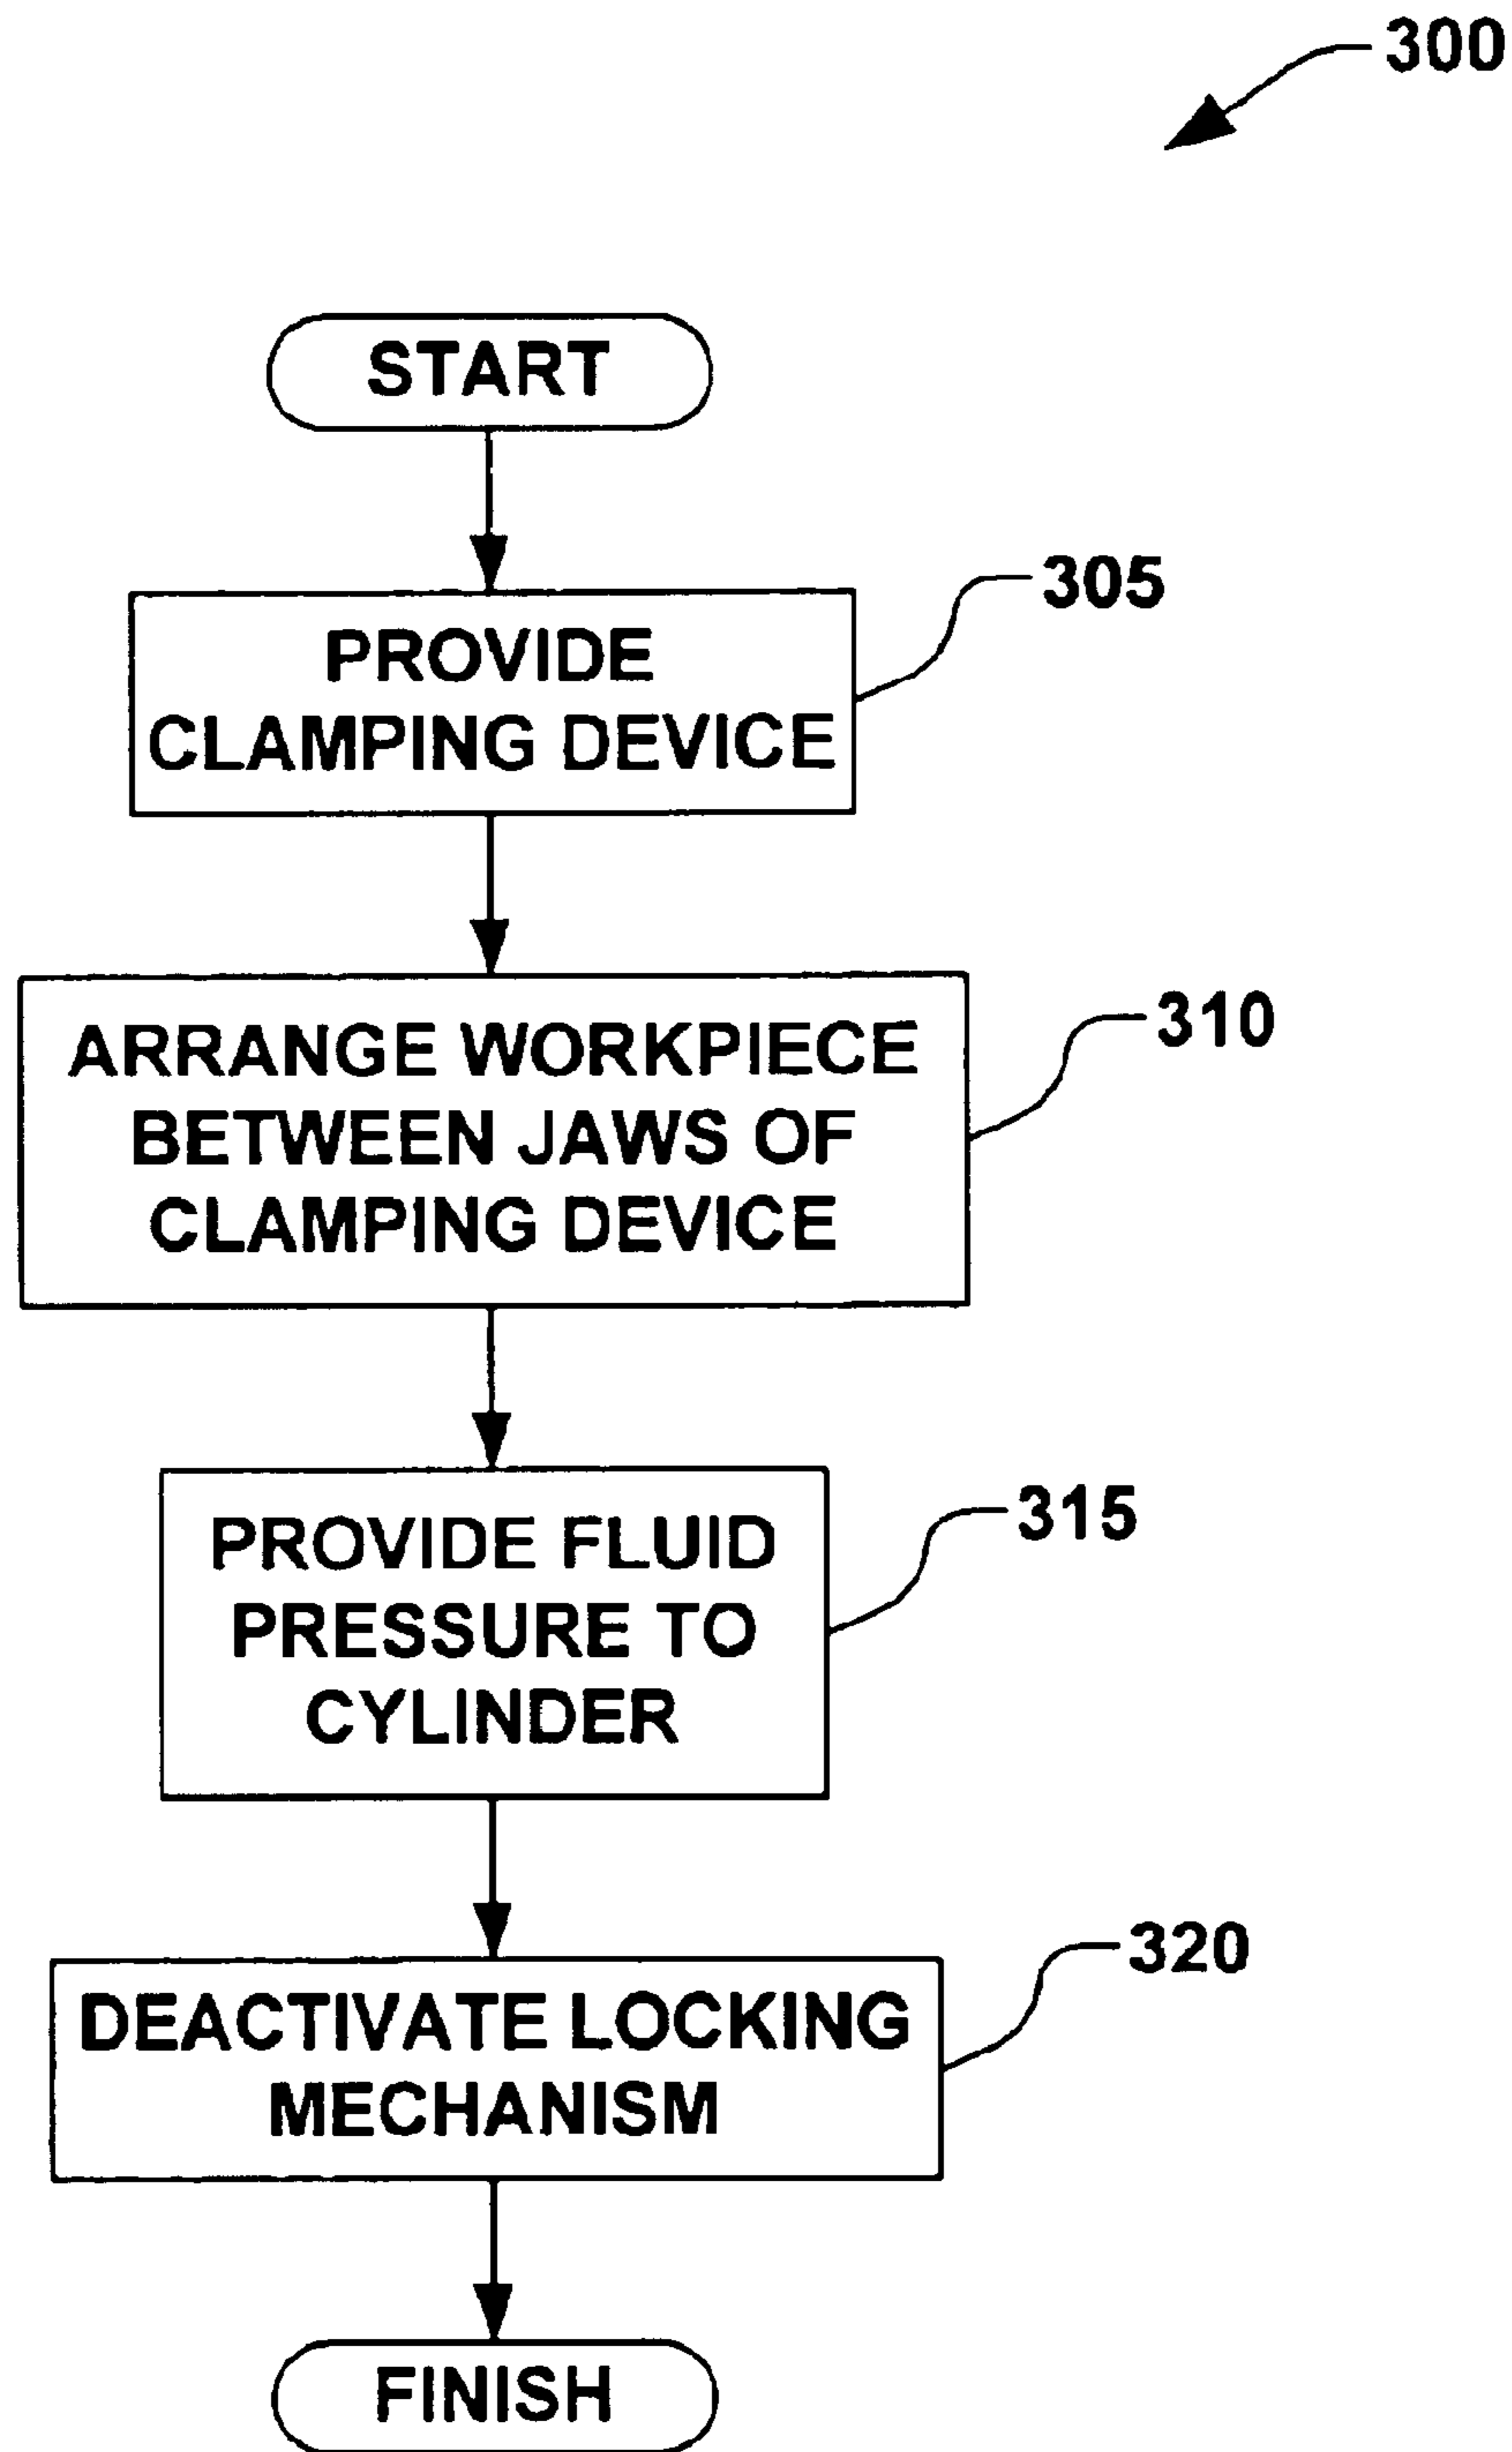 300
START
305
PROVIDE
CLAMPING DEVICE
310
ARRANGE WORKPIECE
BETWEEN JAWS OF
CLAMPING DEVICE
315
PROVIDE FLUID
PRESSURE TO
CYLINDER
320
DEACTIVATE LOCKING
MECHANISM
FINISH